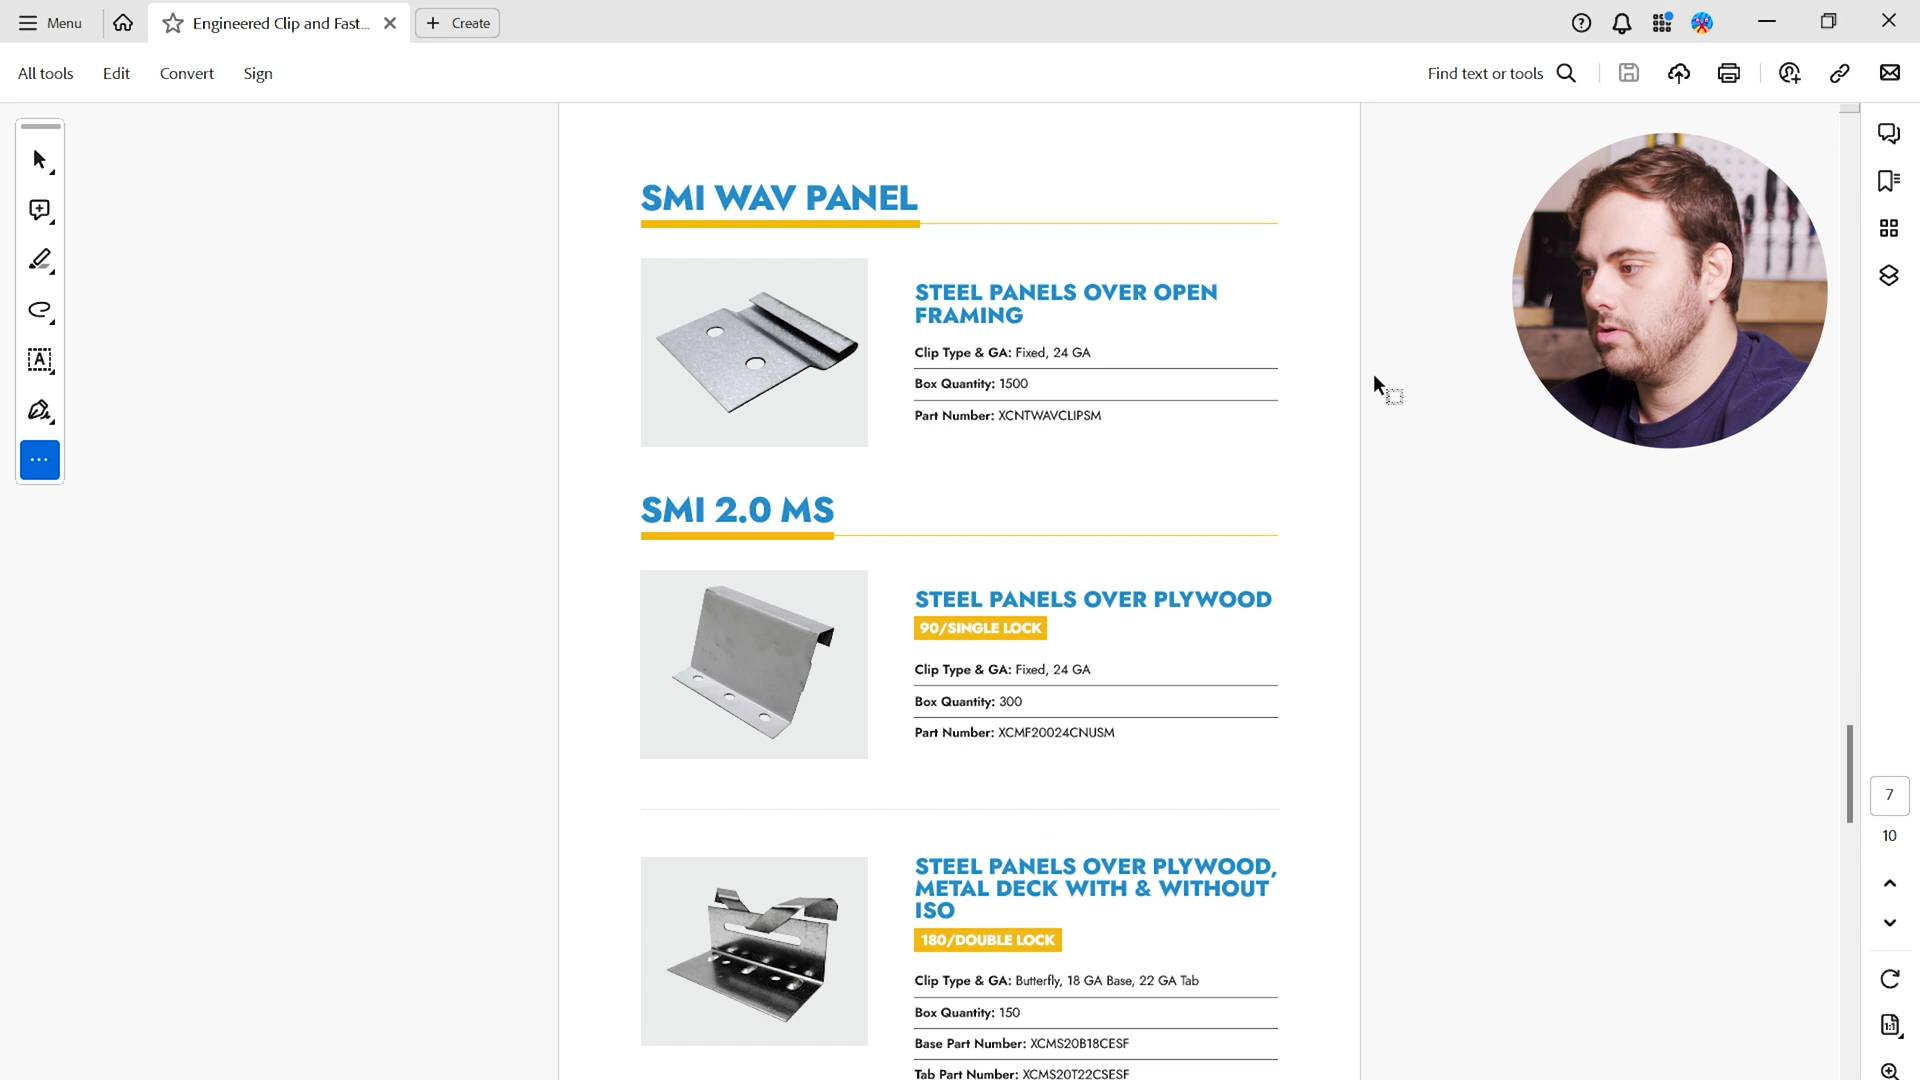 Menu
Engineered Clip and Fast...
Create
All tools
Edit
Convert
Sign
Find text or tools
SMI WAV PANEL
STEEL PANELS OVER OPEN
FRAMING
Clip Type & GA: Fixed, 24 GA
Box Quantity: 1500
Part Number: XCNTWAVCLIPSM
SMI 2.0 MS
STEEL PANELS OVER PLYWOOD
90/SINGLE LOCK
Clip Type & GA: Fixed, 24 GA
Box Quantity: 300
Part Number: XCMF20024CNUSM
STEEL PANELS OVER PLYWOOD,
METAL DECK WITH & WITHOUT
ISO
180/DOUBLE LOCK
Clip Type & GA: Butterfly, 18 GA Base, 22 GA Tab
Box Quantity: 150
Base Part Number: XCMS20B18CESF
Tab Part Number: XCMS20T22CSESF
7
10